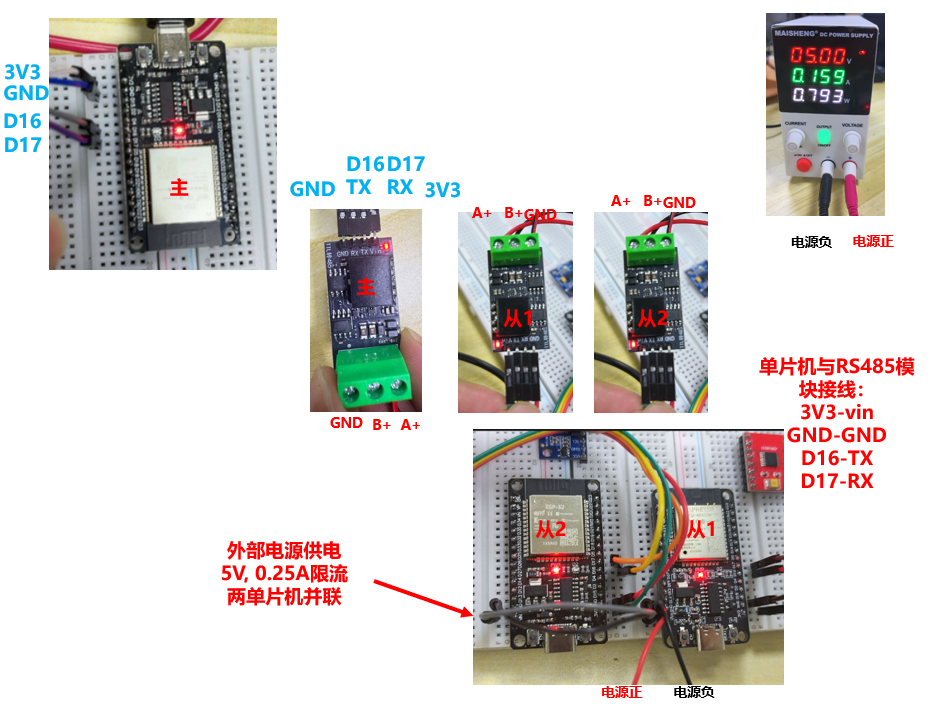 3V3
GND
D16
D17
主
MAISHENG® DC POWER SUPPLY
05.00 V
0.159 A
0.793 W
CURRENT
OUTPUT
VOLTAGE
电源负
电源正
D16 D17
GND
TX
RX
3V3
GND RX TX Vin
主
GND
B+
A+
A+
B+
GND
从1
A+
B+
GND
从2
单片机与RS485模
块接线：
3V3-vin
GND-GND
D16-TX
D17-RX
外部电源供电
5V, 0.25A限流
两单片机并联
从2
从1
电源正
电源负